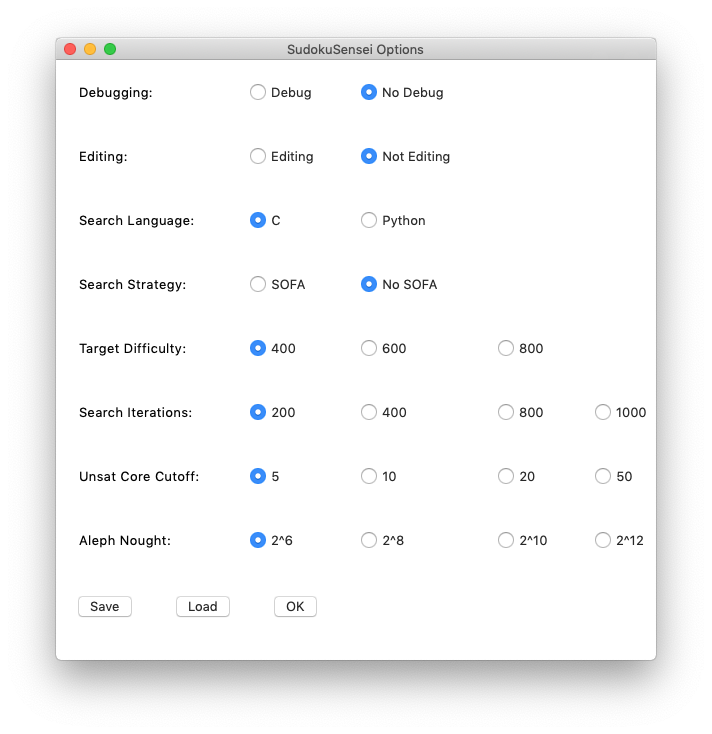 SudokuSensei Options
Debugging: Debug No Debug
Editing: Editing Not Editing
Search Language: C Python
Search Strategy: SOFA No SOFA
Target Difficulty: 400 600 800
Search Iterations: 200 400 800 1000
Unsat Core Cutoff: 5 10 20 50
Aleph Nought: 2^6 2^8 2^10 2^12
Save Load OK